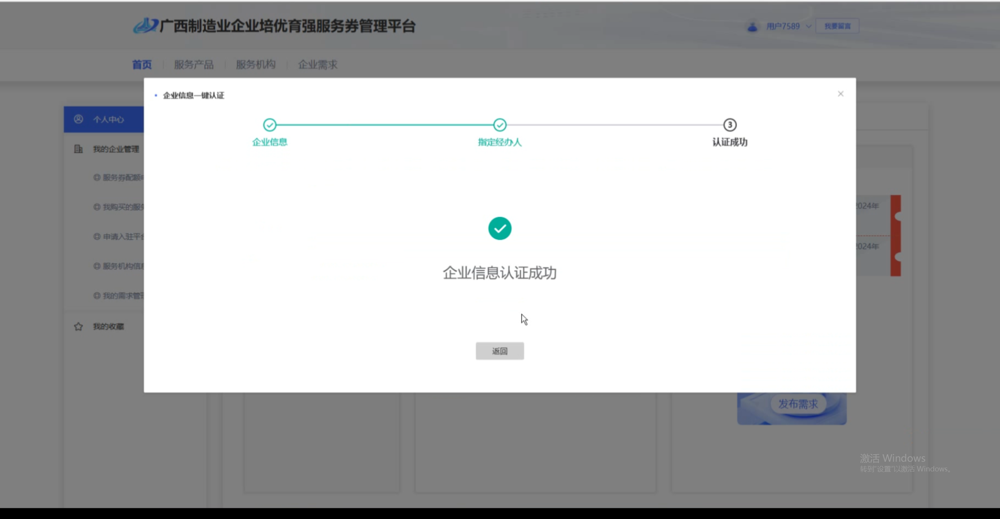 广西制造业企业培优育强服务券管理平台
用户7589
我要留言
首页
服务产品
服务机构
企业需求
企业信息一键认证
个人中心
3
企业信息
指定经办人
认证成功
我的企业管理
服务券配额
我购买的服务
2024年
申请入驻平台
2024年
服务机构信息
企业信息认证成功
我的需求管理
我的收藏
返回
发布需求
激活 Windows
转到"设置"以激活 Windows。